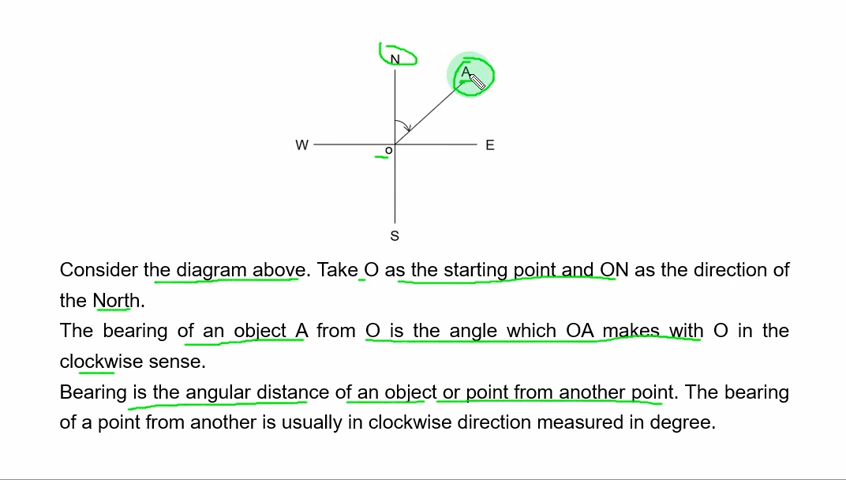 N
A
W
O
E
S
Consider the diagram above. Take O as the starting point and ON as the direction of
the North.
The bearing of an object A from O is the angle which OA makes with O in the
clockwise sense.
Bearing is the angular distance of an object or point from another point. The bearing
of a point from another is usually in clockwise direction measured in degree.